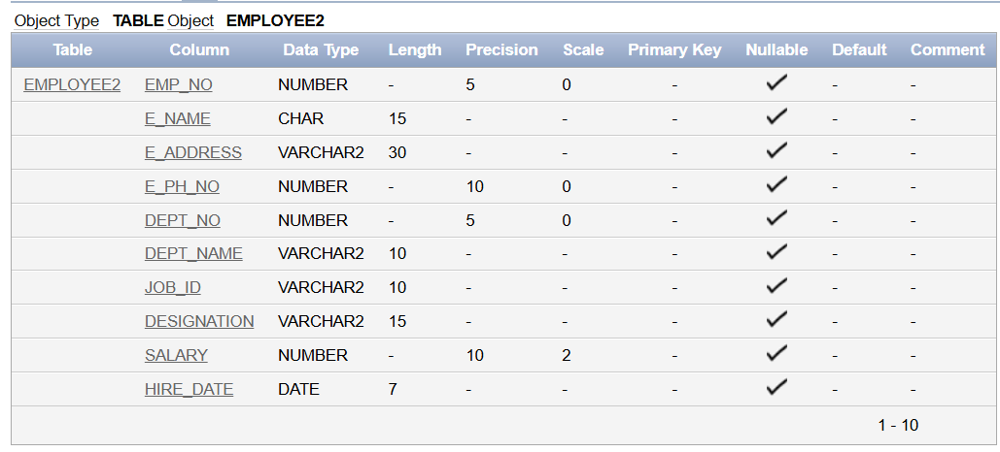 Object Type TABLE Object EMPLOYEE2
Table Column Data Type Length Precision Scale Primary Key Nullable Default Comment
EMPLOYEE2 EMP_NO NUMBER - 5 0 - ✓ - -
E_NAME CHAR 15 - - - ✓ - -
E_ADDRESS VARCHAR2 30 - - - ✓ - -
E_PH_NO NUMBER - 10 0 - ✓ - -
DEPT_NO NUMBER - 5 0 - ✓ - -
DEPT_NAME VARCHAR2 10 - - - ✓ - -
JOB_ID VARCHAR2 10 - - - ✓ - -
DESIGNATION VARCHAR2 15 - - - ✓ - -
SALARY NUMBER - 10 2 - ✓ - -
HIRE_DATE DATE 7 - - - ✓ - -
1 - 10